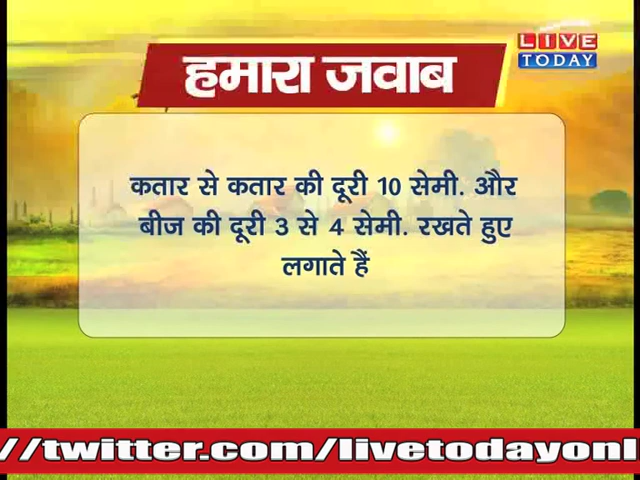 LIVE
TODAY
हमारा जवाब
कतार से कतार की दूरी 10 सेमी. और
बीज की दूरी 3 से 4 सेमी. रखते हुए
लगाते हैं
//twitter.com/livetodayonl